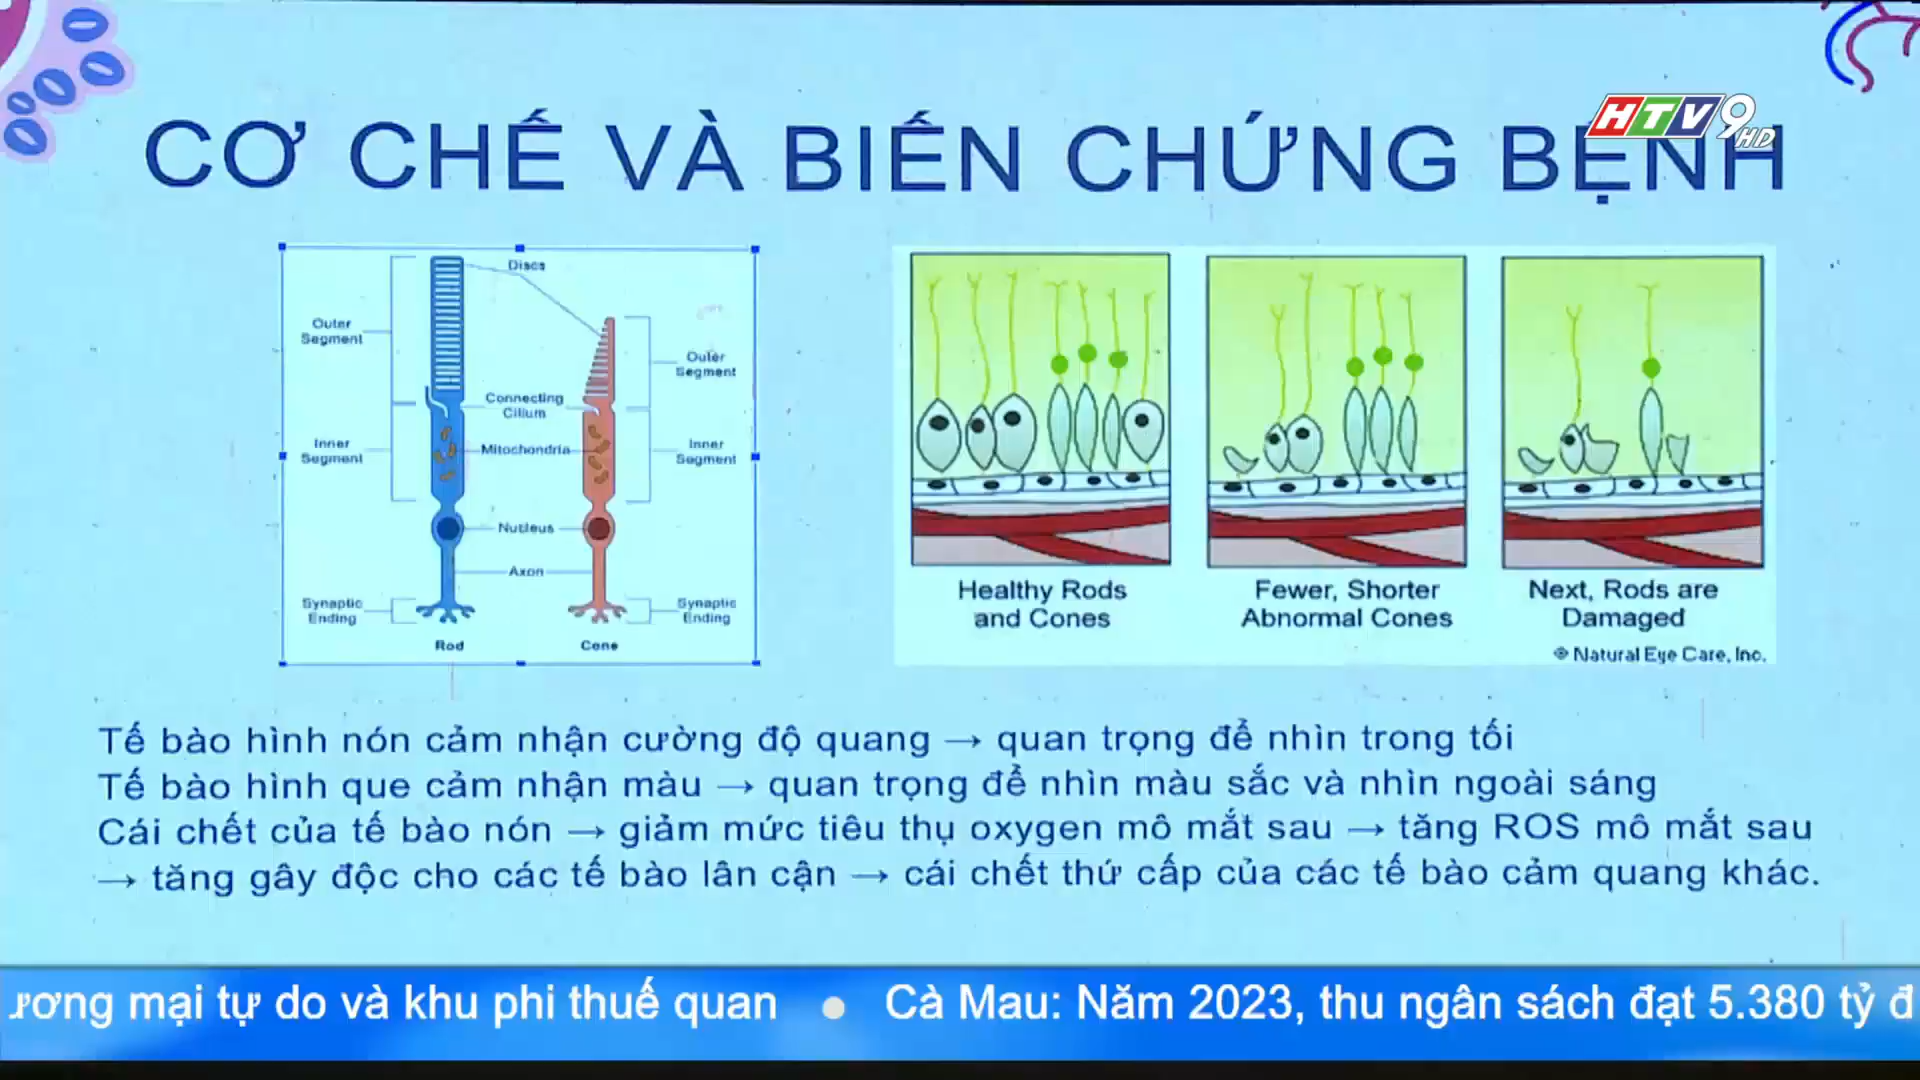 HTV9 HD
CƠ CHẾ VÀ BIẾN CHỨNG BỆNH
Discs
Outer
Segment
Outer
Segment
Connecting
Cilium
Inner
Segment
Mitochondria
Inner
Segment
Nucleus
Axon
Synaptic
Ending
Synaptic
Ending
Rod
Cone
Healthy Rods
and Cones
Fewer, Shorter
Abnormal Cones
Next, Rods are
Damaged
© Natural Eye Care, Inc.
Tế bào hình nón cảm nhận cường độ quang → quan trọng để nhìn trong tối
Tế bào hình que cảm nhận màu → quan trọng để nhìn màu sắc và nhìn ngoài sáng
Cái chết của tế bào nón → giảm mức tiêu thụ oxygen mô mắt sau → tăng ROS mô mắt sau
→ tăng gây độc cho các tế bào lân cận → cái chết thứ cấp của các tế bào cảm quang khác.
ương mại tự do và khu phi thuế quan ● Cà Mau: Năm 2023, thu ngân sách đạt 5.380 tỷ đ